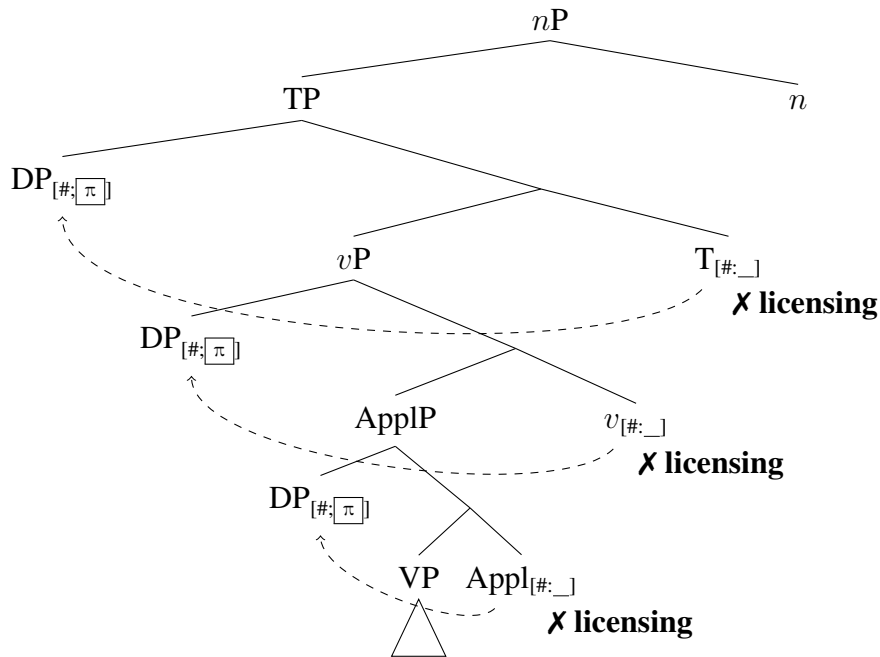 nP
TP n
DP[#;π]
vP T[#:_]
✗ licensing
DP[#;π]
ApplP v[#:_]
✗ licensing
DP[#;π]
VP Appl[#:_]
✗ licensing